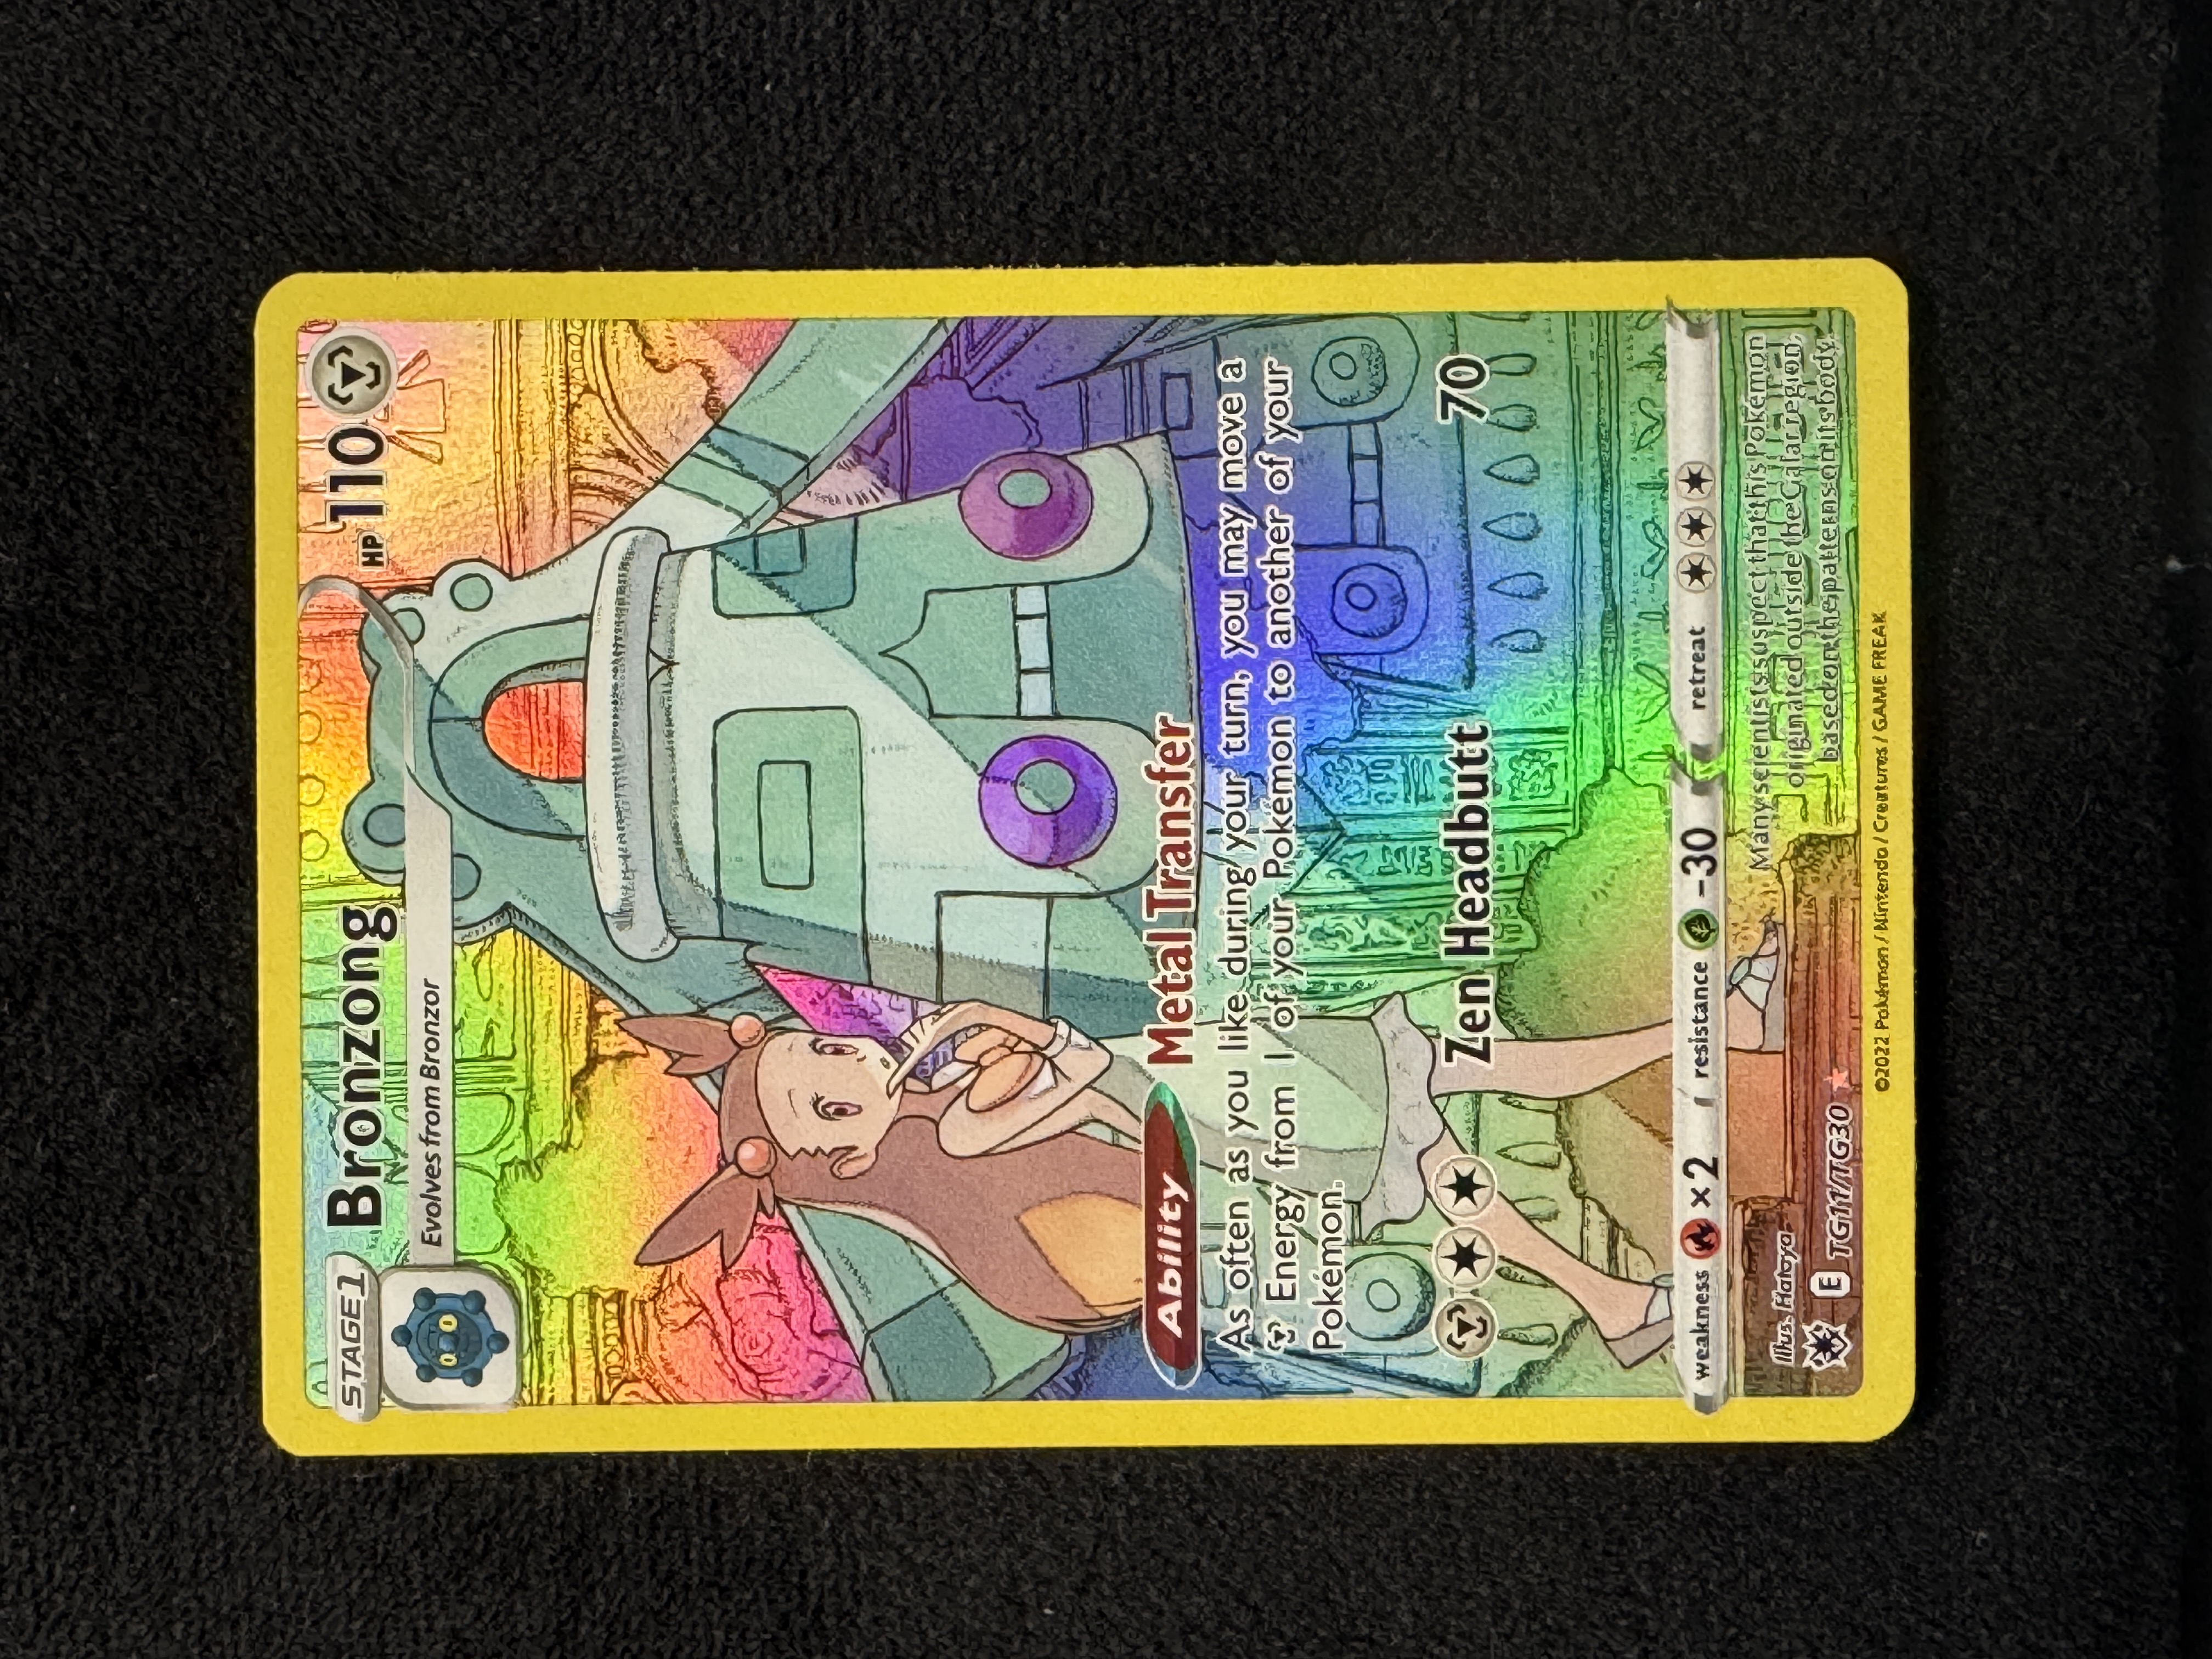 STAGE1
Bronzong
HP 110
Evolves from Bronzor
Ability
Metal Transfer
As often as you like during your turn, you may move a
Energy from 1 of your Pokémon to another of your
Pokémon.
Zen Headbutt 70
weakness ×2 resistance -30 retreat
Illus. Hatoya
E TG11/TG30
Many scientists suspect that this Pokémon
originated outside the Galar region,
based on the patterns on its body.
©2022 Pokémon / Nintendo / Creatures / GAME FREAK